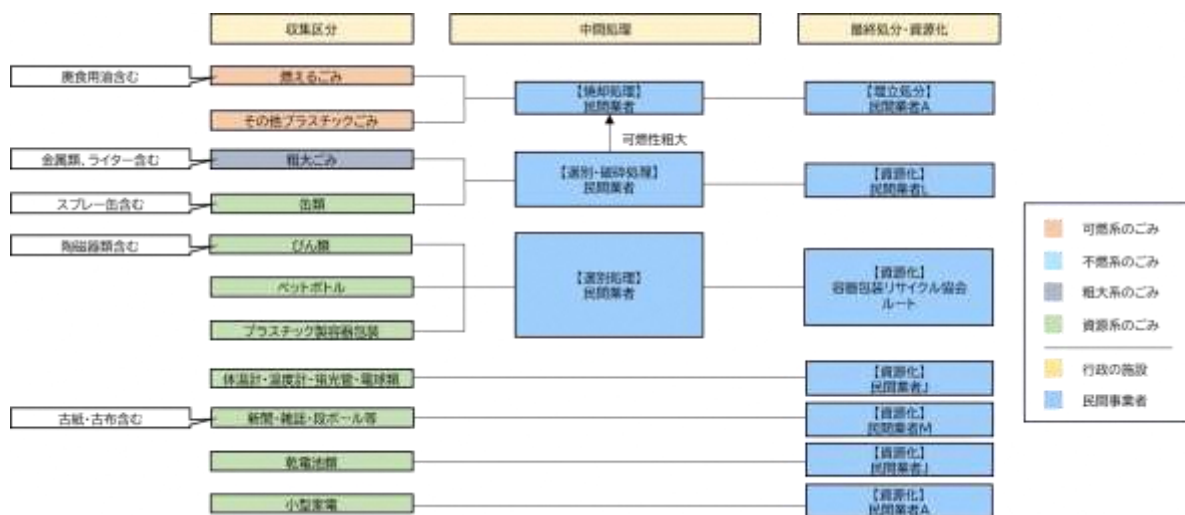 収集区分
中間処理
最終処分・資源化
廃食用油含む
燃えるごみ
その他プラスチックごみ
【焼却処理】
民間業者
【埋立処分】
民間業者A
可燃性粗大
金属類、ライター含む
粗大ごみ
【選別・破砕処理】
民間業者
【資源化】
民間業者L
スプレー缶含む
缶類
陶磁器類含む
びん類
ペットボトル
プラスチック製容器包装
【選別処理】
民間業者
【資源化】
容器包装リサイクル協会
ルート
体温計・温度計・蛍光管・電球類
【資源化】
民間業者J
古紙・古布含む
新聞・雑誌・段ボール等
【資源化】
民間業者M
乾電池類
【資源化】
民間業者J
小型家電
【資源化】
民間業者A
可燃系のごみ
不燃系のごみ
粗大系のごみ
資源系のごみ
行政の施設
民間事業者